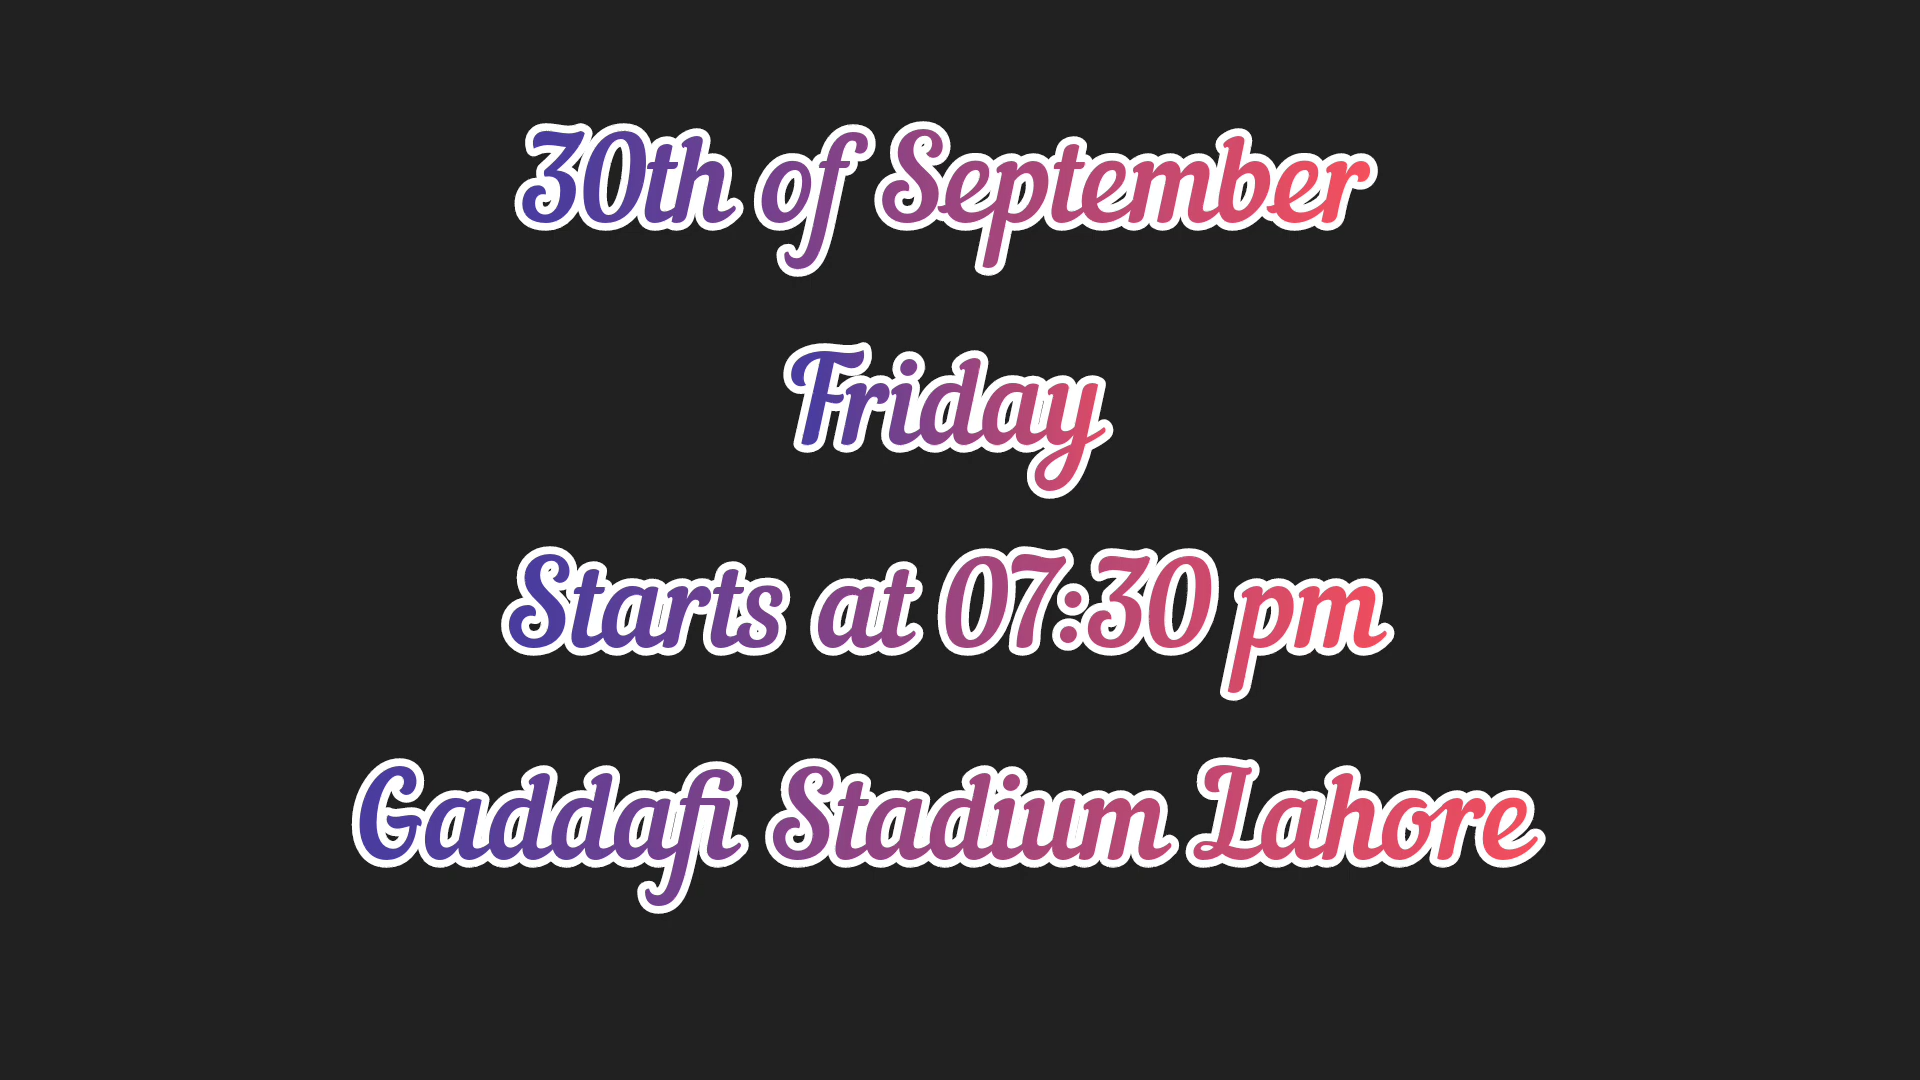 30th of September
Friday
Starts at 07:30 pm
Gaddafi Stadium Lahore